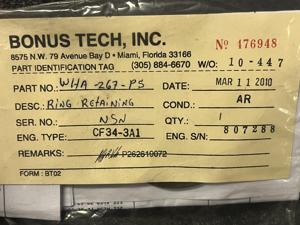 BONUS TECH, INC.
8575 N.W. 79 Avenue Bay D • Miami, Florida 33166
Nº 476948
PART IDENTIFICATION TAG (305) 884-6670 W/O: 10-447
PART NO.: WHA-267-PS DATE: MAR 11 2010
DESC.: RING RETAINING COND.: AR
SER. NO.: NSN QTY.: 1
ENG. TYPE: CF34-3A1 ENG. S/N: 807288
REMARKS: P262619072
FORM : BT02